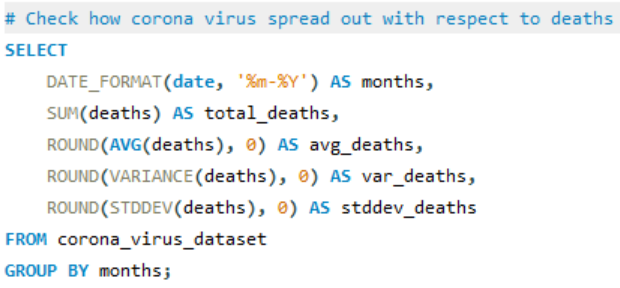 # Check how corona virus spread out with respect to deaths
SELECT
DATE_FORMAT(date, '%m-%Y') AS months,
SUM(deaths) AS total_deaths,
ROUND(AVG(deaths), 0) AS avg_deaths,
ROUND(VARIANCE(deaths), 0) AS var_deaths,
ROUND(STDDEV(deaths), 0) AS stddev_deaths
FROM corona_virus_dataset
GROUP BY months;